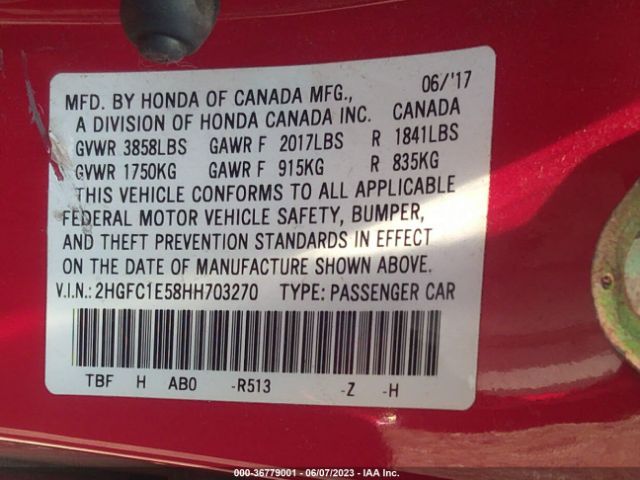 06/'17
MFD. BY HONDA OF CANADA MFG.,
A DIVISION OF HONDA CANADA INC. CANADA
GVWR 3858LBS GAWR F 2017LBS R 1841LBS
GVWR 1750KG GAWR F 915KG R 835KG
THIS VEHICLE CONFORMS TO ALL APPLICABLE
FEDERAL MOTOR VEHICLE SAFETY, BUMPER,
AND THEFT PREVENTION STANDARDS IN EFFECT
ON THE DATE OF MANUFACTURE SHOWN ABOVE.
V.I.N.: 2HGFC1E58HH703270 TYPE: PASSENGER CAR
TBF H AB0 -R513 -Z -H
000-36779001 - 06/07/2023 - IAA Inc.